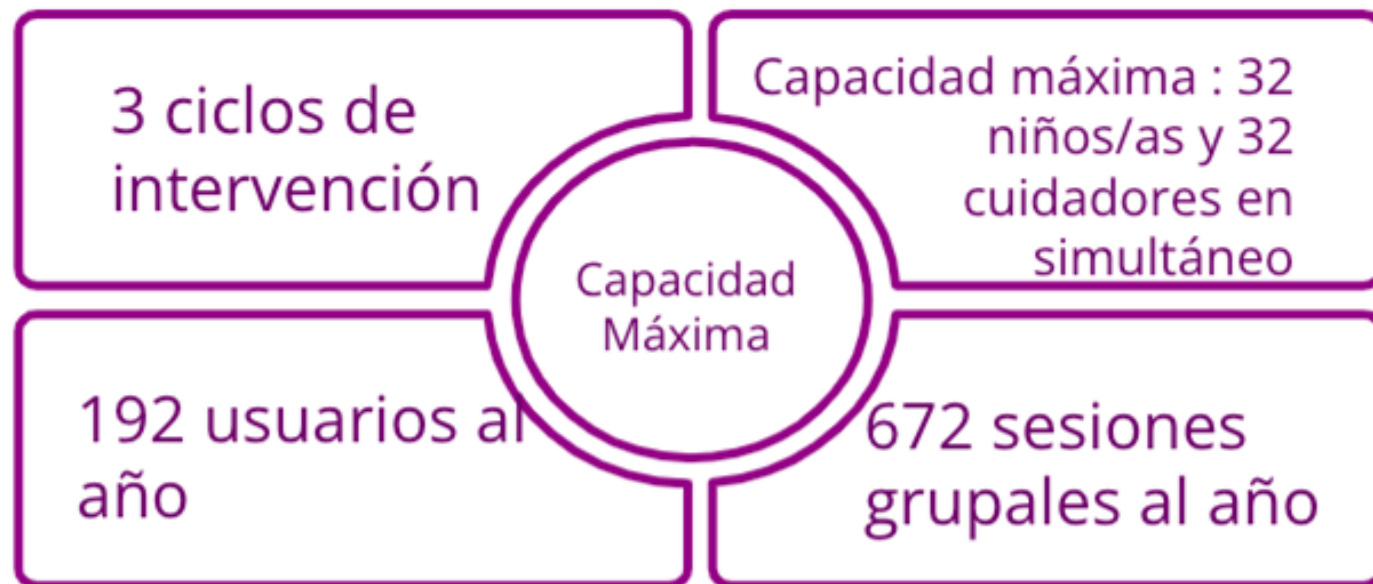 3 ciclos de
intervención
Capacidad máxima : 32
niños/as y 32
cuidadores en
simultáneo
Capacidad
Máxima
192 usuarios al
año
672 sesiones
grupales al año